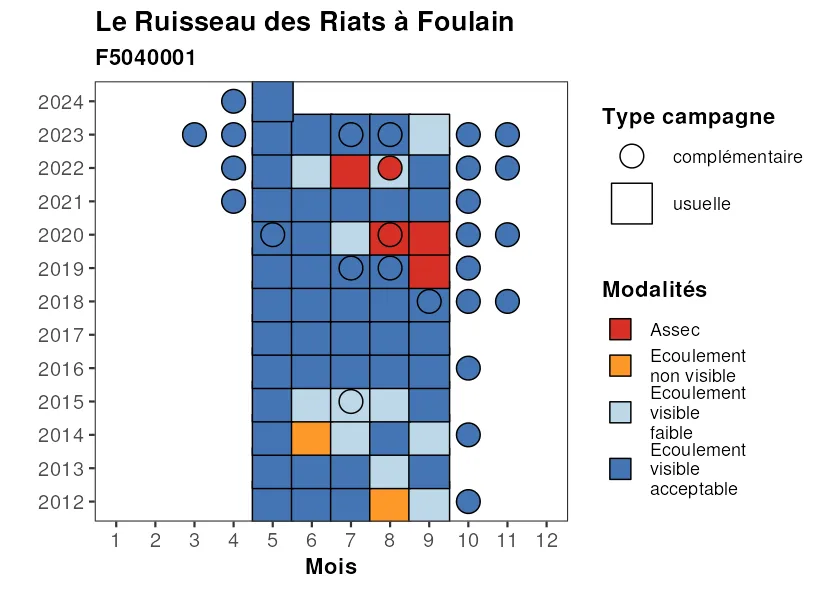 Le Ruisseau des Riats à Foulain
F5040001
2024
2023
2022
2021
2020
2019
2018
2017
2016
2015
2014
2013
2012
1 2 3 4 5 6 7 8 9 10 11 12
Mois
Type campagne
complémentaire
usuelle
Modalités
Assec
Ecoulement
non visible
Ecoulement
visible
faible
Ecoulement
visible
acceptable